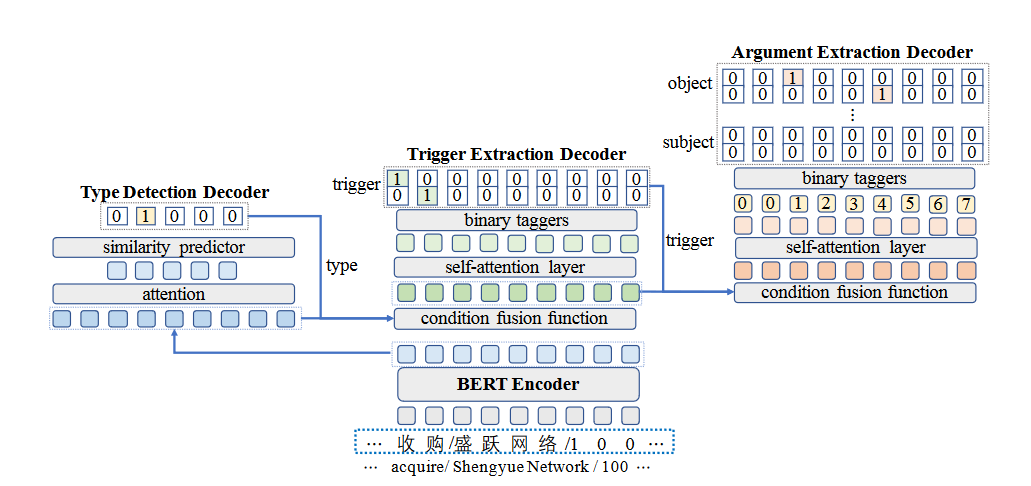 Argument Extraction Decoder
object
0 0 1 0 0 0 0 0 0
0 0 0 0 0 1 0 0 0
⋮
subject
0 0 0 0 0 0 0 0 0
0 0 0 0 0 0 0 0 0
binary taggers
0 0 1 2 3 4 5 6 7
self-attention layer
condition fusion function
Trigger Extraction Decoder
trigger
1 0 0 0 0 0 0 0 0
0 1 0 0 0 0 0 0 0
binary taggers
self-attention layer
condition fusion function
trigger
Type Detection Decoder
0 1 0 0 0
similarity predictor
attention
type
BERT Encoder
··· 收 购 /盛 跃 网 络 /1 0 0 ···
··· acquire/ Shengyue Network / 100 ···